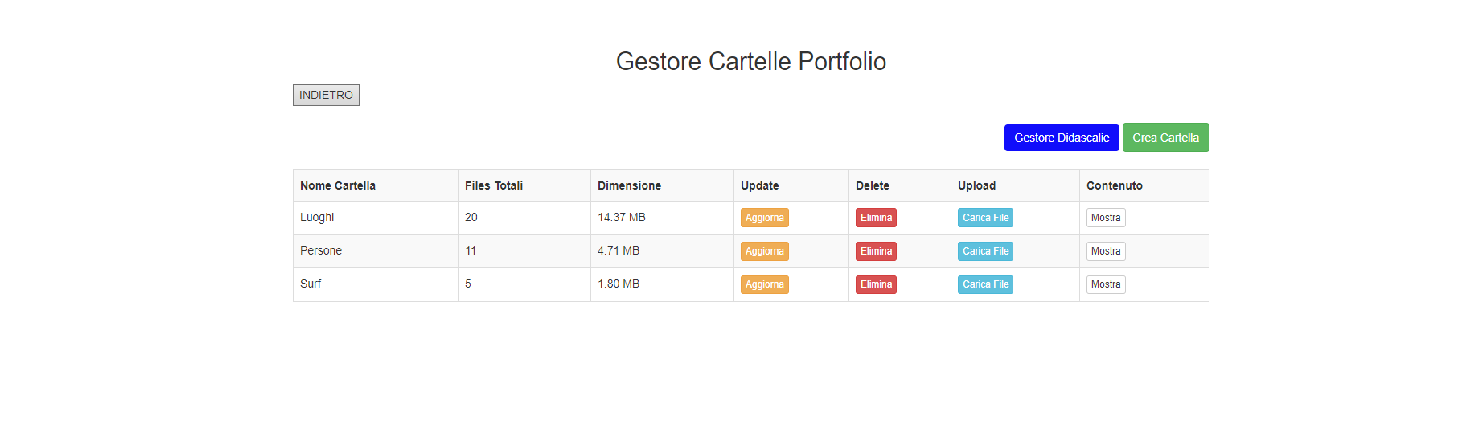 Gestore Cartelle Portfolio
INDIETRO
Gestore Didascalie Crea Cartella
Nome Cartella Files Totali Dimensione Update Delete Upload Contenuto
Luoghi 20 14.37 MB Aggiorna Elimina Carica File Mostra
Persone 11 4.71 MB Aggiorna Elimina Carica File Mostra
Surf 5 1.80 MB Aggiorna Elimina Carica File Mostra